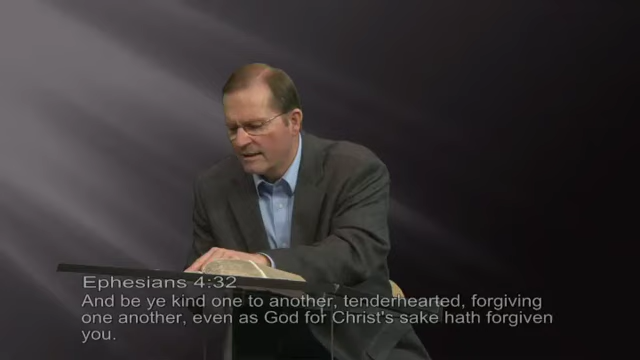 Ephesians 4:32
And be ye kind one to another, tenderhearted, forgiving
one another, even as God for Christ's sake hath forgiven
you.